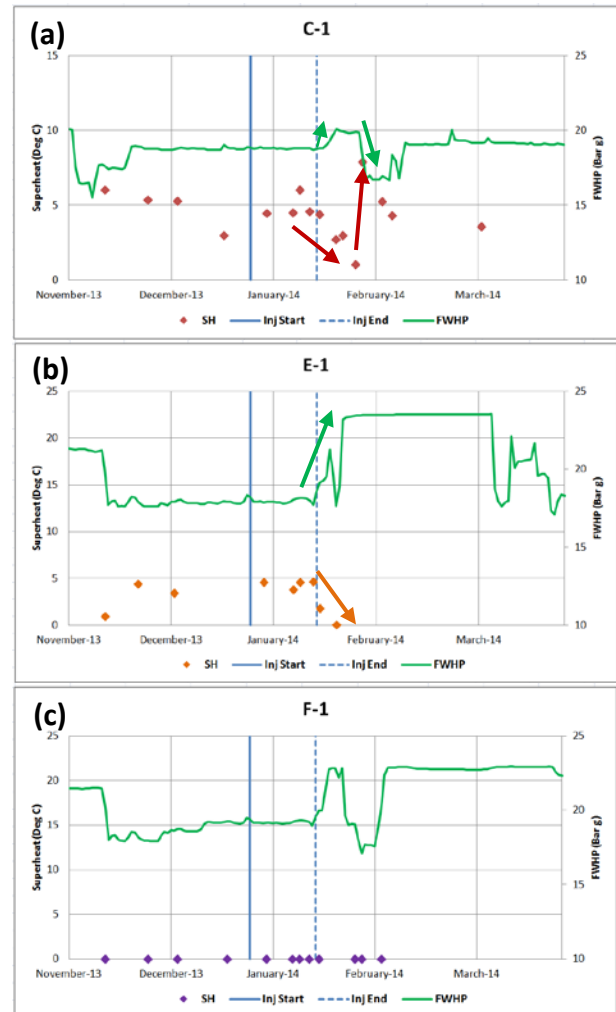 (a)
C-1
15
10
5
0
Superheat (Deg C)
25
20
15
10
FWHP (Bar g)
November-13 December-13 January-14 February-14 March-14
SH Inj Start Inj End FWHP
(b)
E-1
25
20
15
10
5
0
Superheat (Deg C)
25
20
15
10
FWHP (Bar g)
November-13 December-13 January-14 February-14 March-14
SH Inj Start Inj End FWHP
(c)
F-1
25
20
15
10
5
0
Superheat (Deg C)
25
20
15
10
FWHP (Bar g)
November-13 December-13 January-14 February-14 March-14
SH Inj Start Inj End FWHP